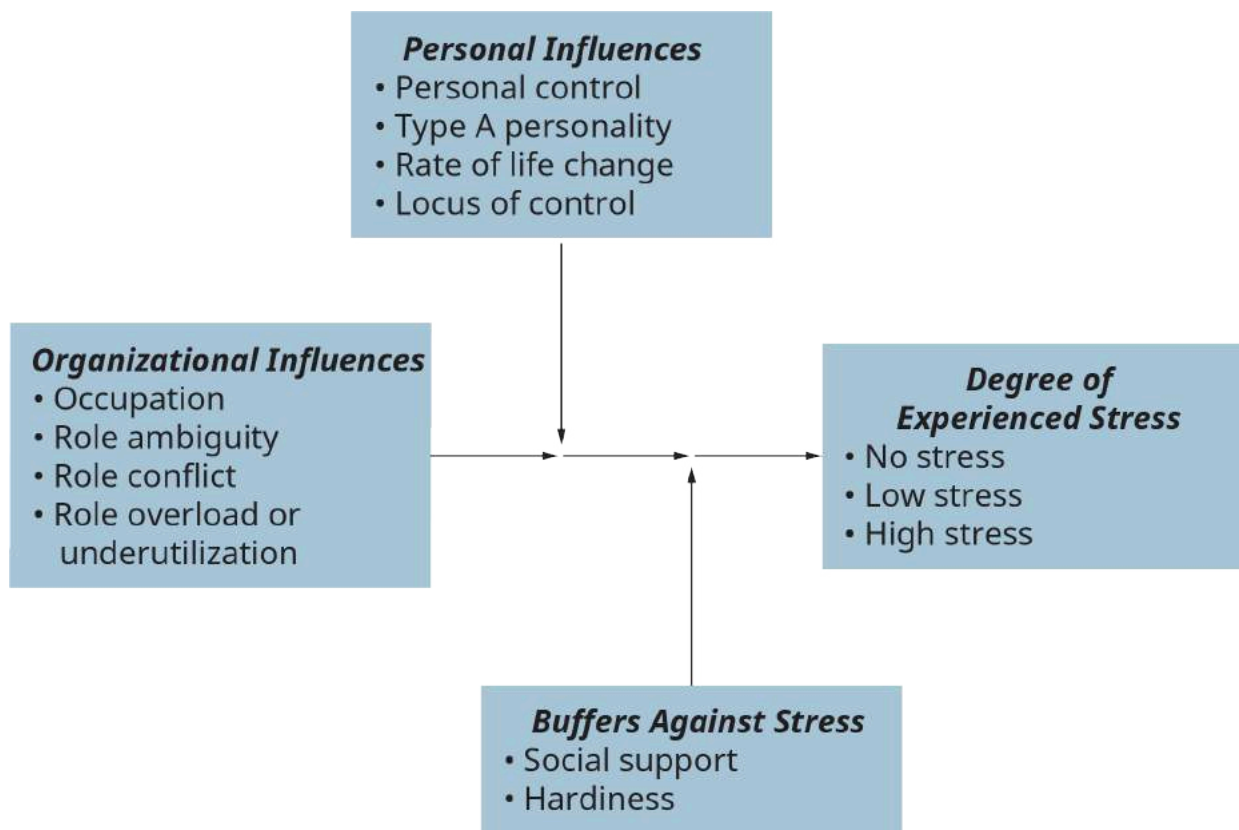 Personal Influences
• Personal control
• Type A personality
• Rate of life change
• Locus of control
Organizational Influences
• Occupation
• Role ambiguity
• Role conflict
• Role overload or
underutilization
Degree of
Experienced Stress
• No stress
• Low stress
• High stress
Buffers Against Stress
• Social support
• Hardiness